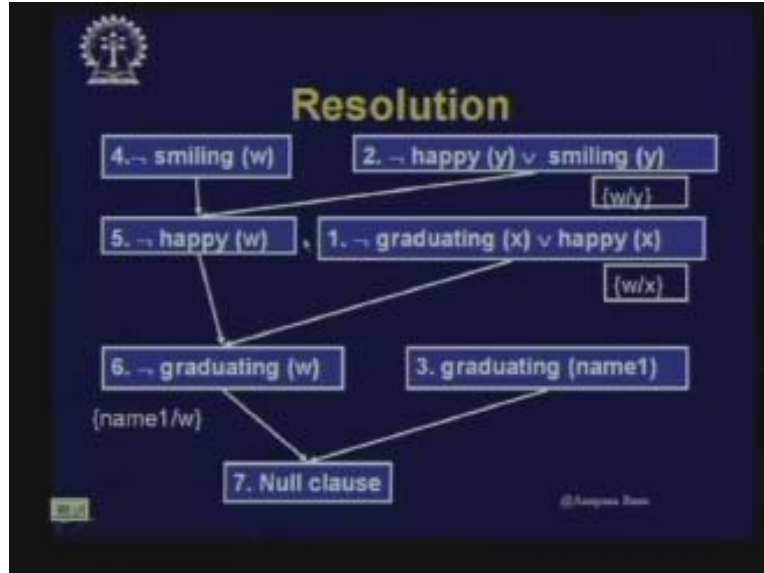 Resolution
4.¬ smiling (w)
2. ¬ happy (y) ∨ smiling (y)
{w/y}
5. ¬ happy (w)
1. ¬ graduating (x) ∨ happy (x)
{w/x}
6. ¬ graduating (w)
3. graduating (name1)
{name1/w}
7. Null clause